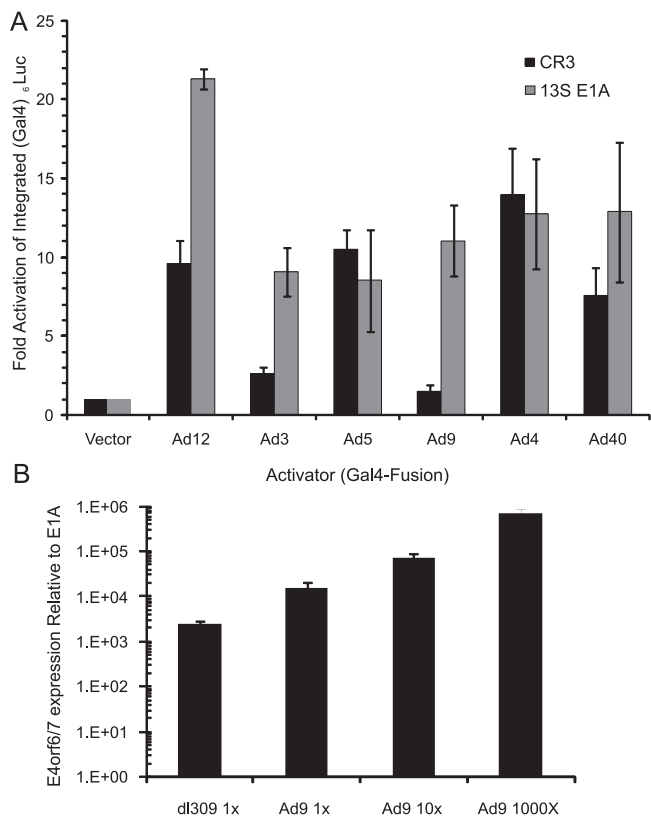 A
Fold Activation of Integrated (Gal4) 6 Luc
25
20
15
10
5
0
CR3
13S E1A
Vector Ad12 Ad3 Ad5 Ad9 Ad4 Ad40
Activator (Gal4-Fusion)
B
E4orf6/7 expression Relative to E1A
1.E+06
1.E+05
1.E+04
1.E+03
1.E+02
1.E+01
1.E+00
dl309 1x Ad9 1x Ad9 10x Ad9 1000X